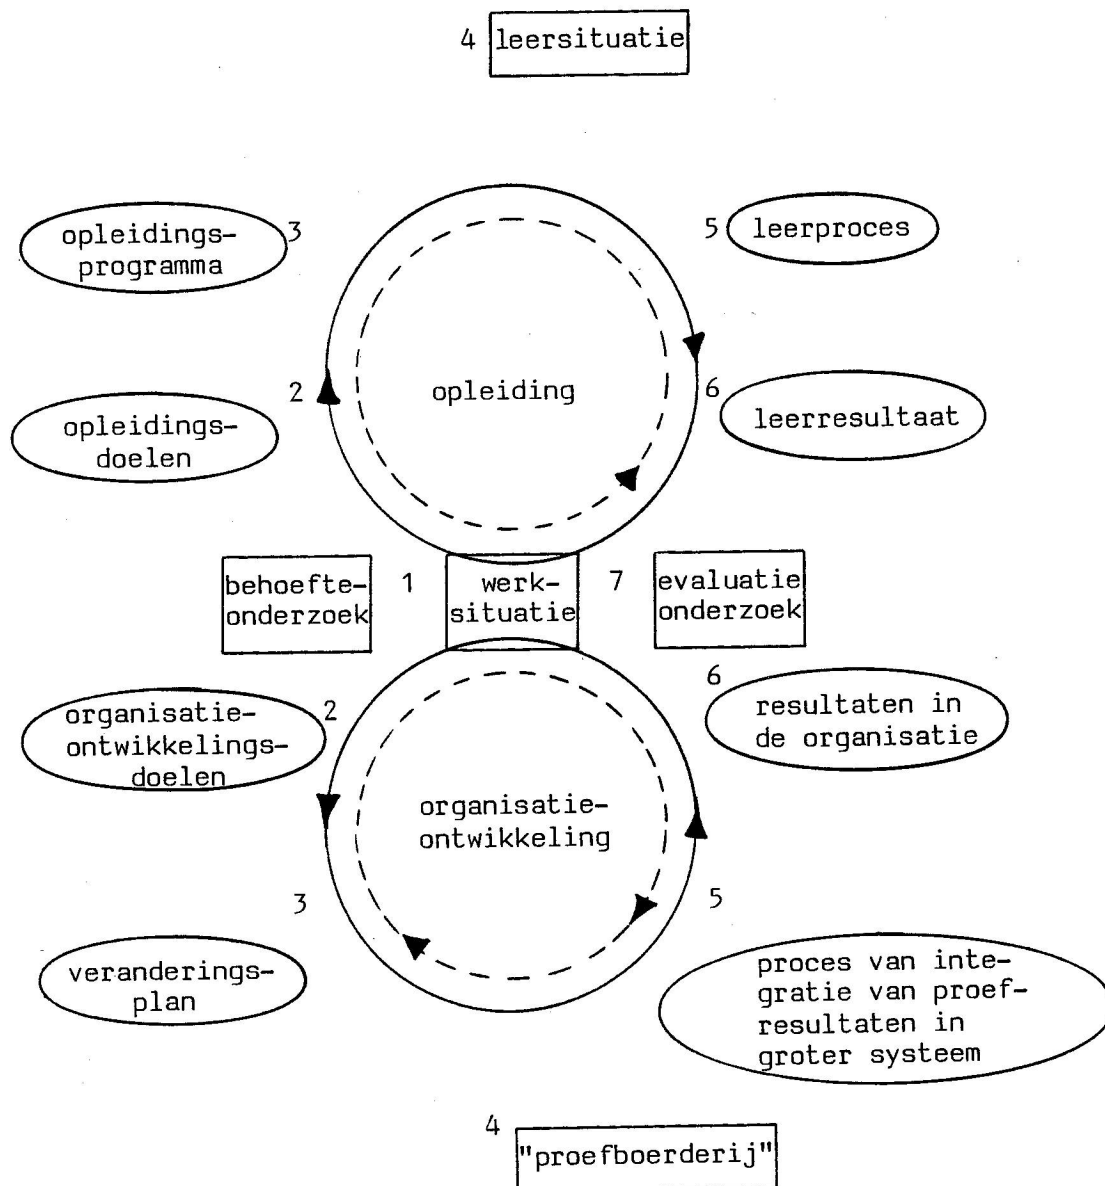 4 leersituatie
opleidings-
programma
3
5
leerproces
2
opleiding
6
opleidings-
doelen
leerresultaat
behoefte-
onderzoek
1
werk-
situatie
7
evaluatie
onderzoek
organisatie-
ontwikkelings-
doelen
2
6
resultaten in
de organisatie
organisatie-
ontwikkeling
3
5
veranderings-
plan
proces van inte-
gratie van proef-
resultaten in
groter systeem
4
"proefboerderij"